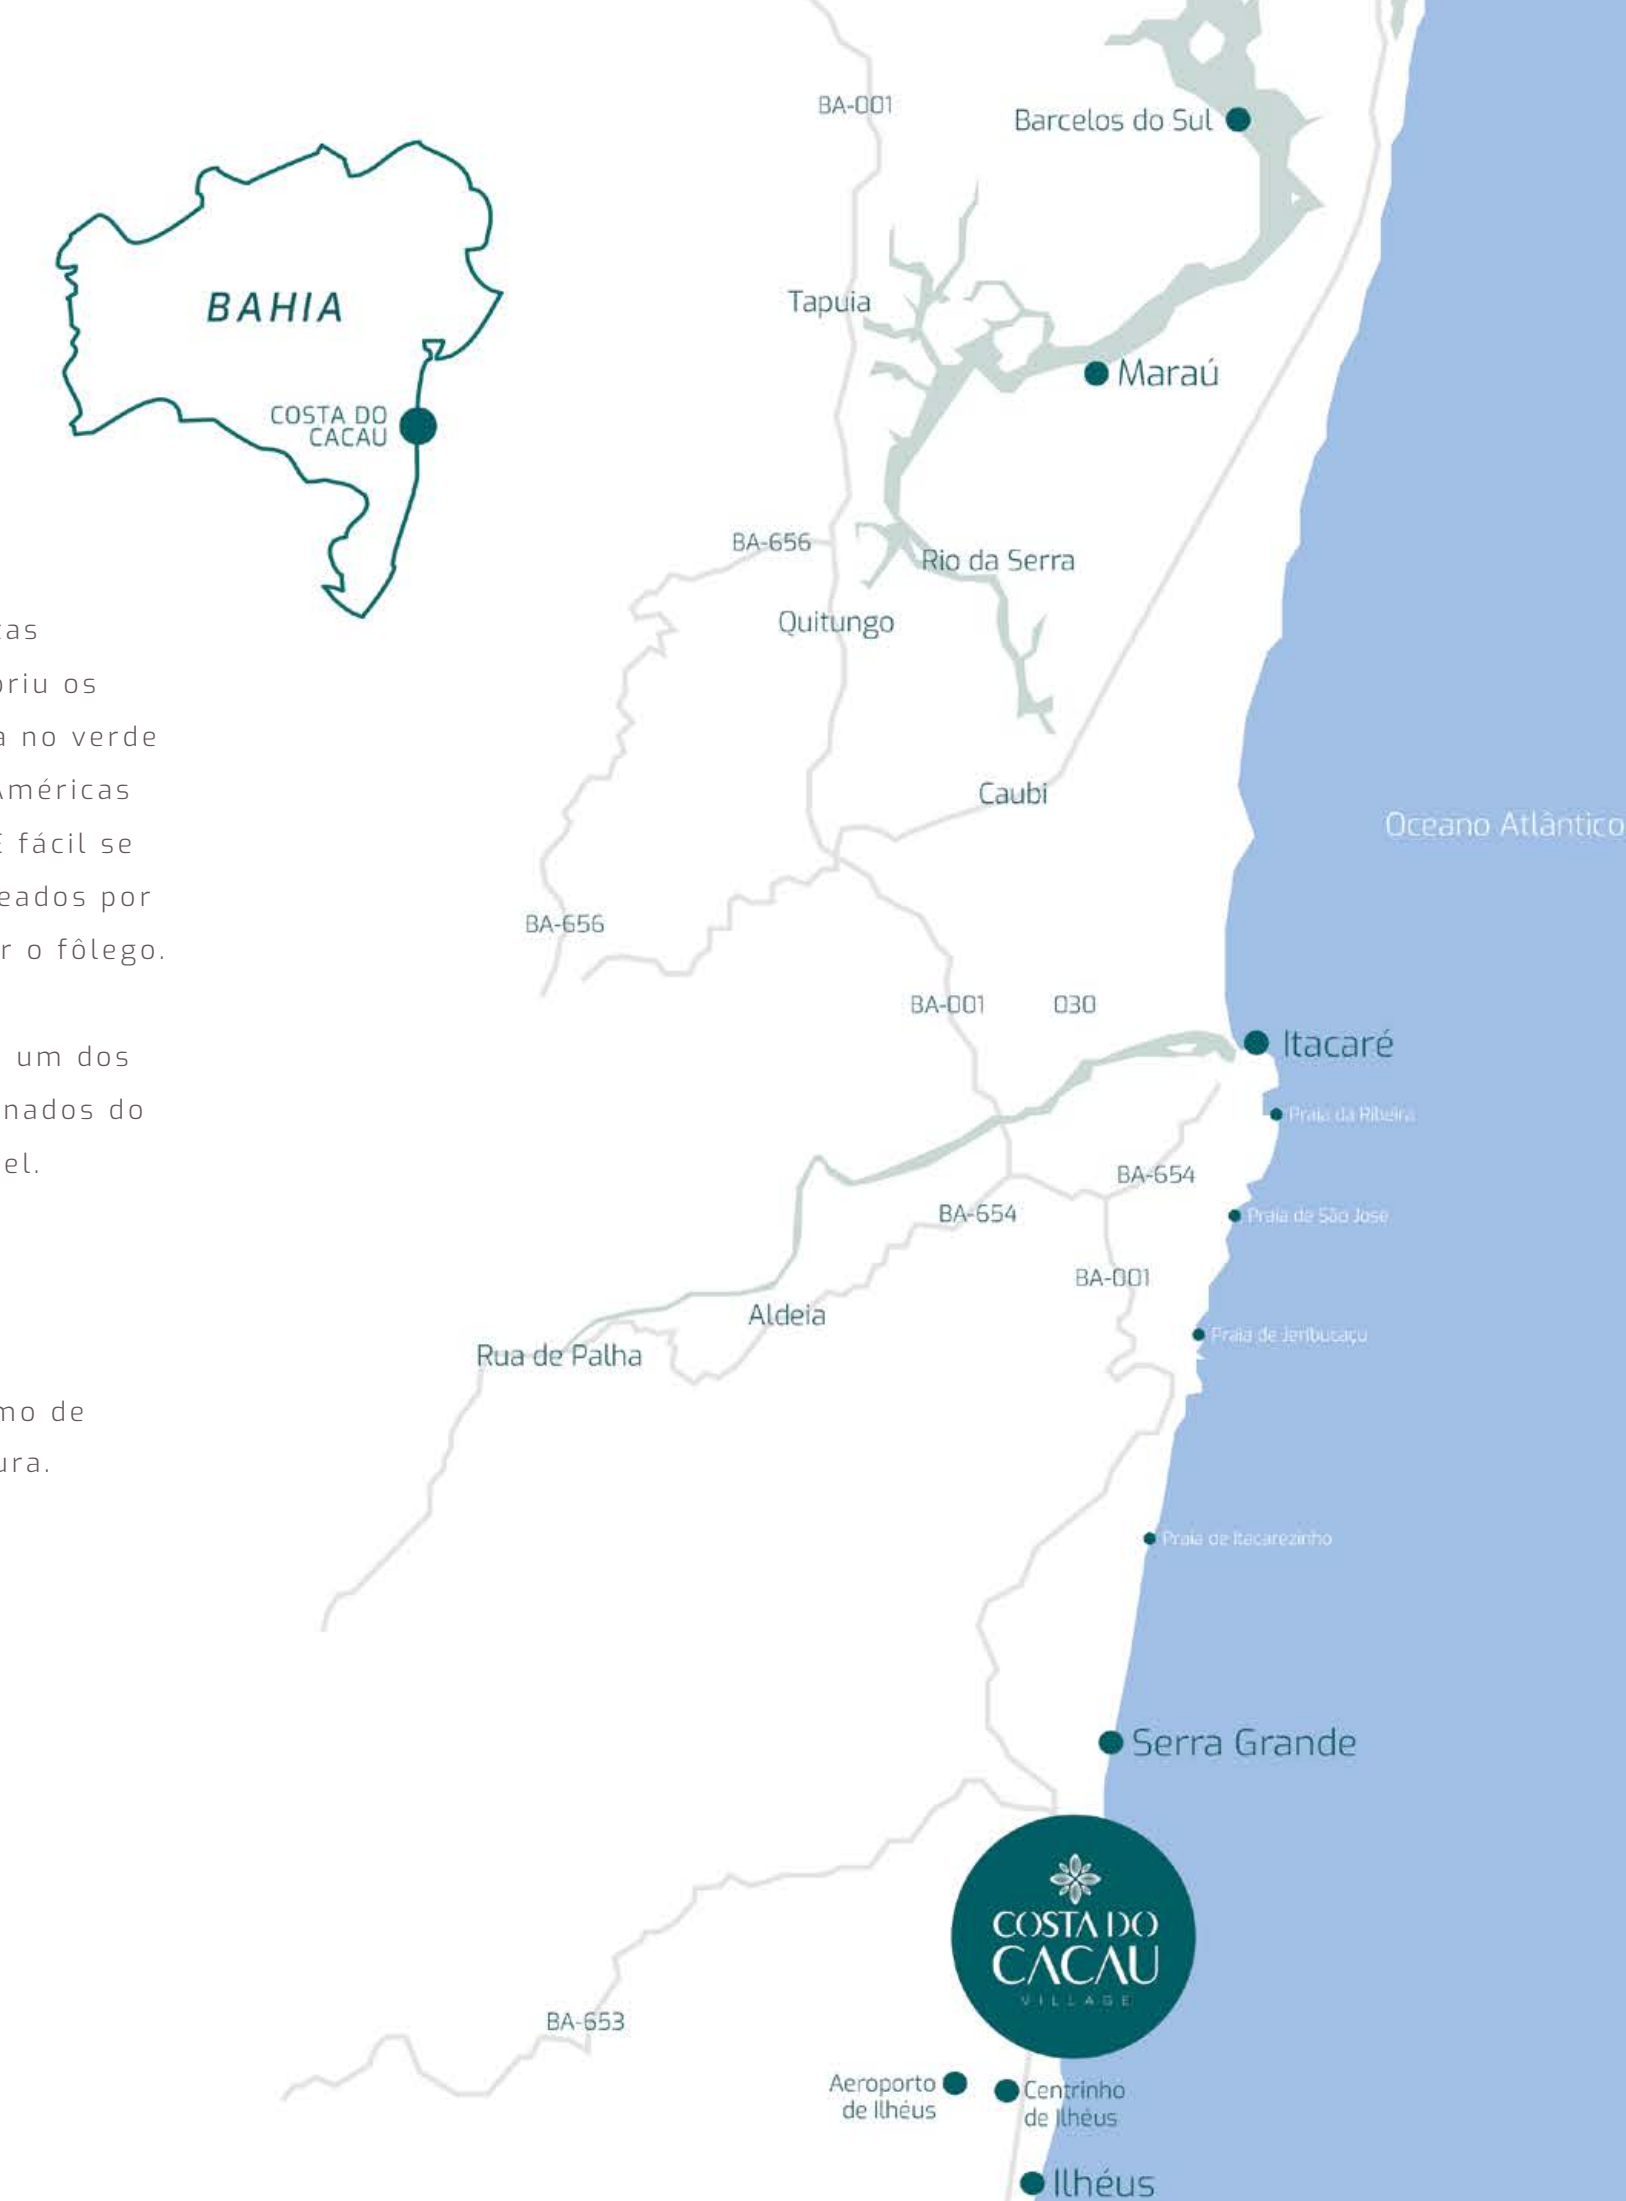 BA-001
Barcelos do Sul
BAHIA
Tapuia
Maraú
COSTA DO
CACAU
BA-656
Rio da Serra
Quitungo
briu os
a no verde
Américas
É fácil se
eados por
r o fôlego.
Caubi
Oceano Atlântico
BA-656
BA-001
030
Itacaré
um dos
nados do
el.
Praia da Ribeira
BA-654
BA-654
Praia de São José
BA-001
Aldeia
Praia de Jeribucaçu
Rua de Palha
mo de
ura.
Praia de Itacarezinho
Serra Grande
COSTA DO
CACAU
VILLAGE
BA-653
Aeroporto
de Ilhéus
Centrinho
de Ilhéus
Ilhéus